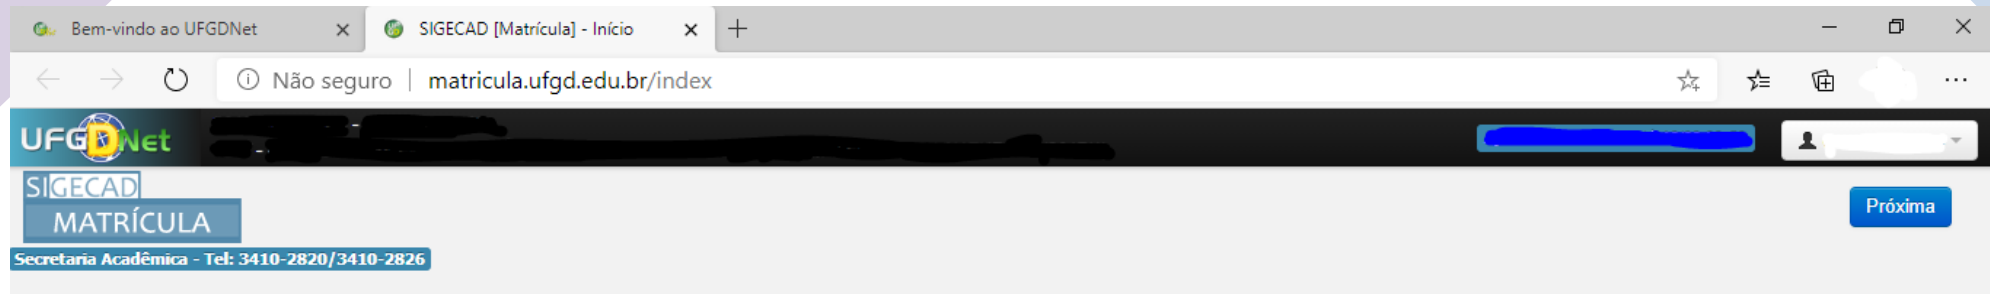 Bem-vindo ao UFGDNet
SIGECAD [Matrícula] - Início
Não seguro | matricula.ufgd.edu.br/index
UFGDNet
SIGECAD
MATRÍCULA
Próxima
Secretaria Acadêmica - Tel: 3410-2820/3410-2826